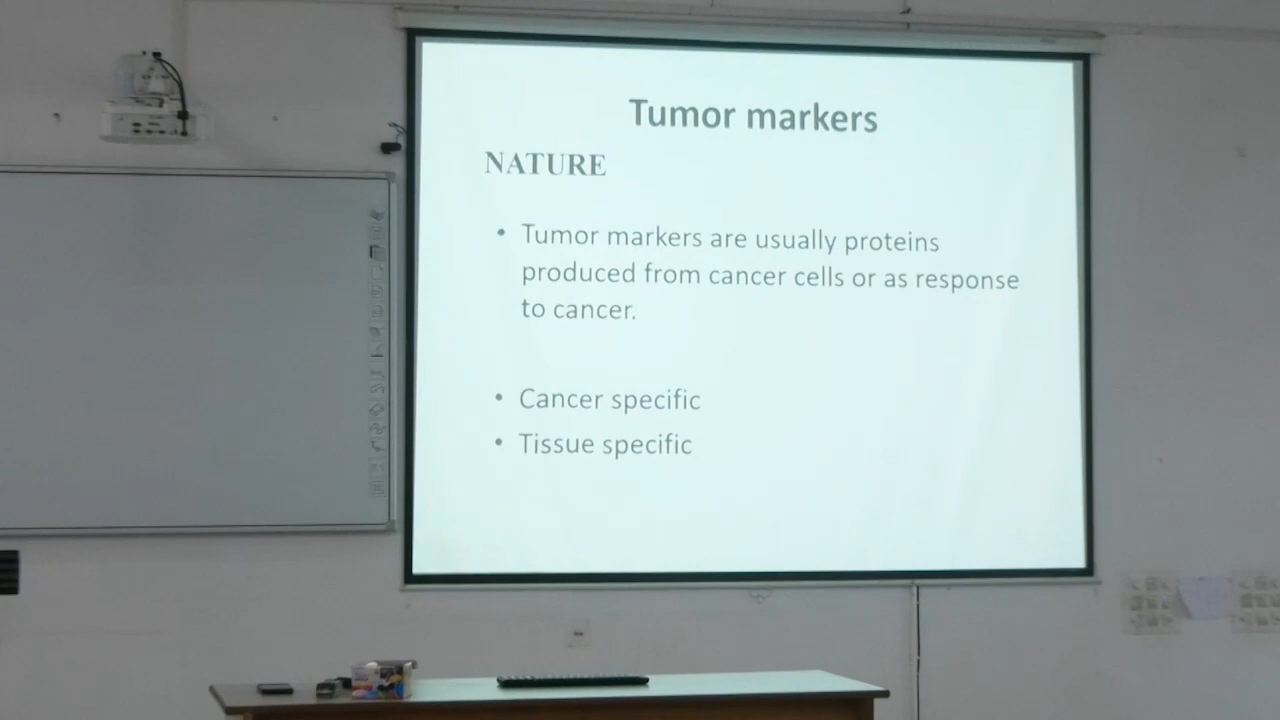 Tumor markers
NATURE
• Tumor markers are usually proteins
produced from cancer cells or as response
to cancer.
• Cancer specific
• Tissue specific